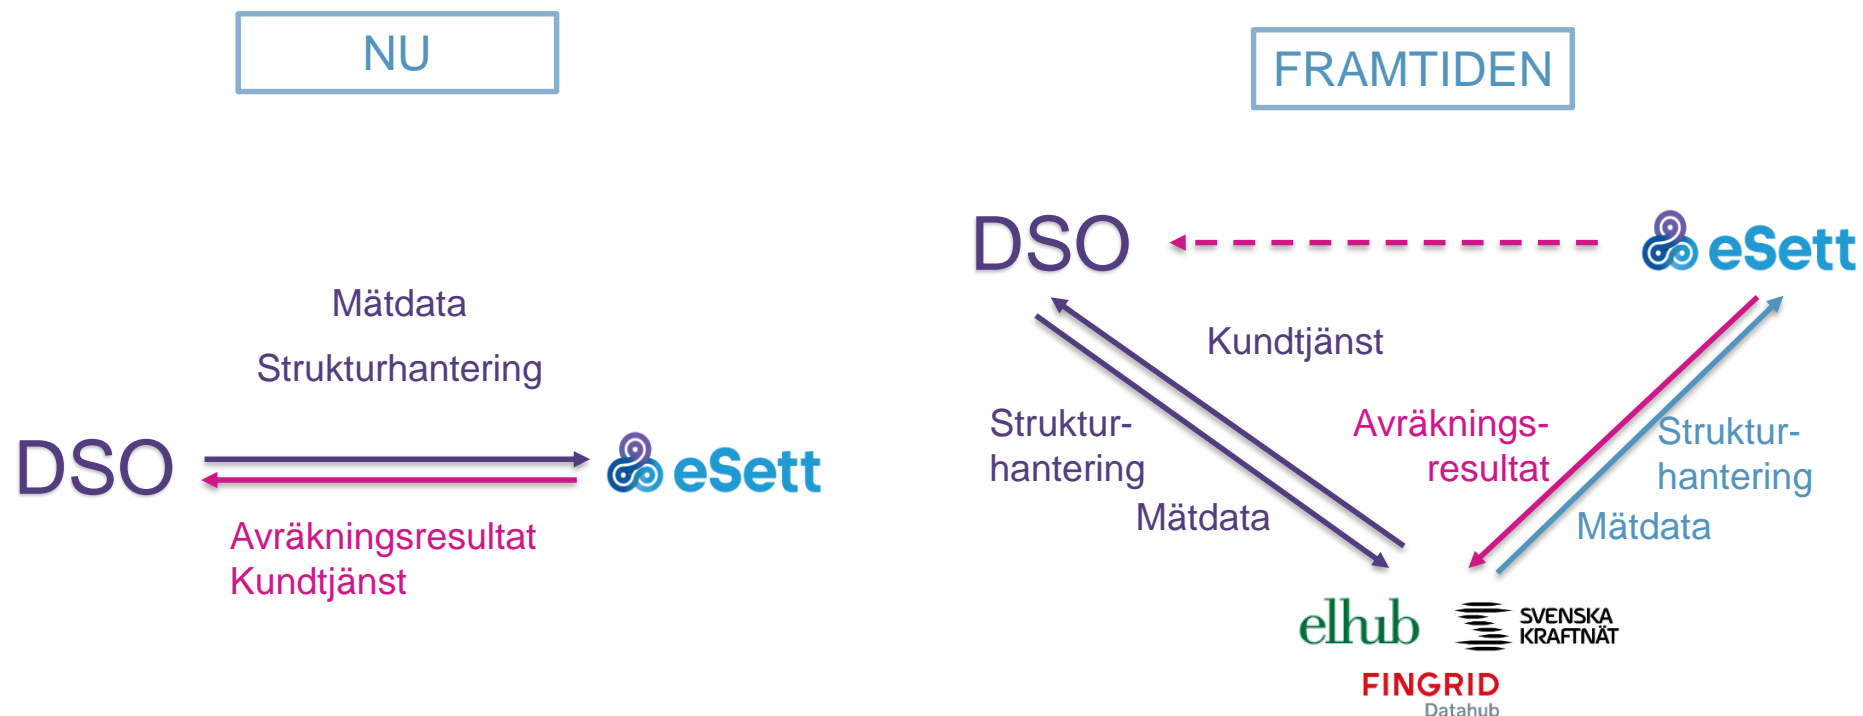 NU
Mätdata
Strukturhantering
DSO
eSett
Avräkningsresultat
Kundtjänst
FRAMTIDEN
DSO
eSett
Kundtjänst
Struktur-
hantering
Mätdata
Avräknings-
resultat
Struktur-
hantering
Mätdata
elhub
SVENSKA
KRAFTNÄT
FINGRID
Datahub